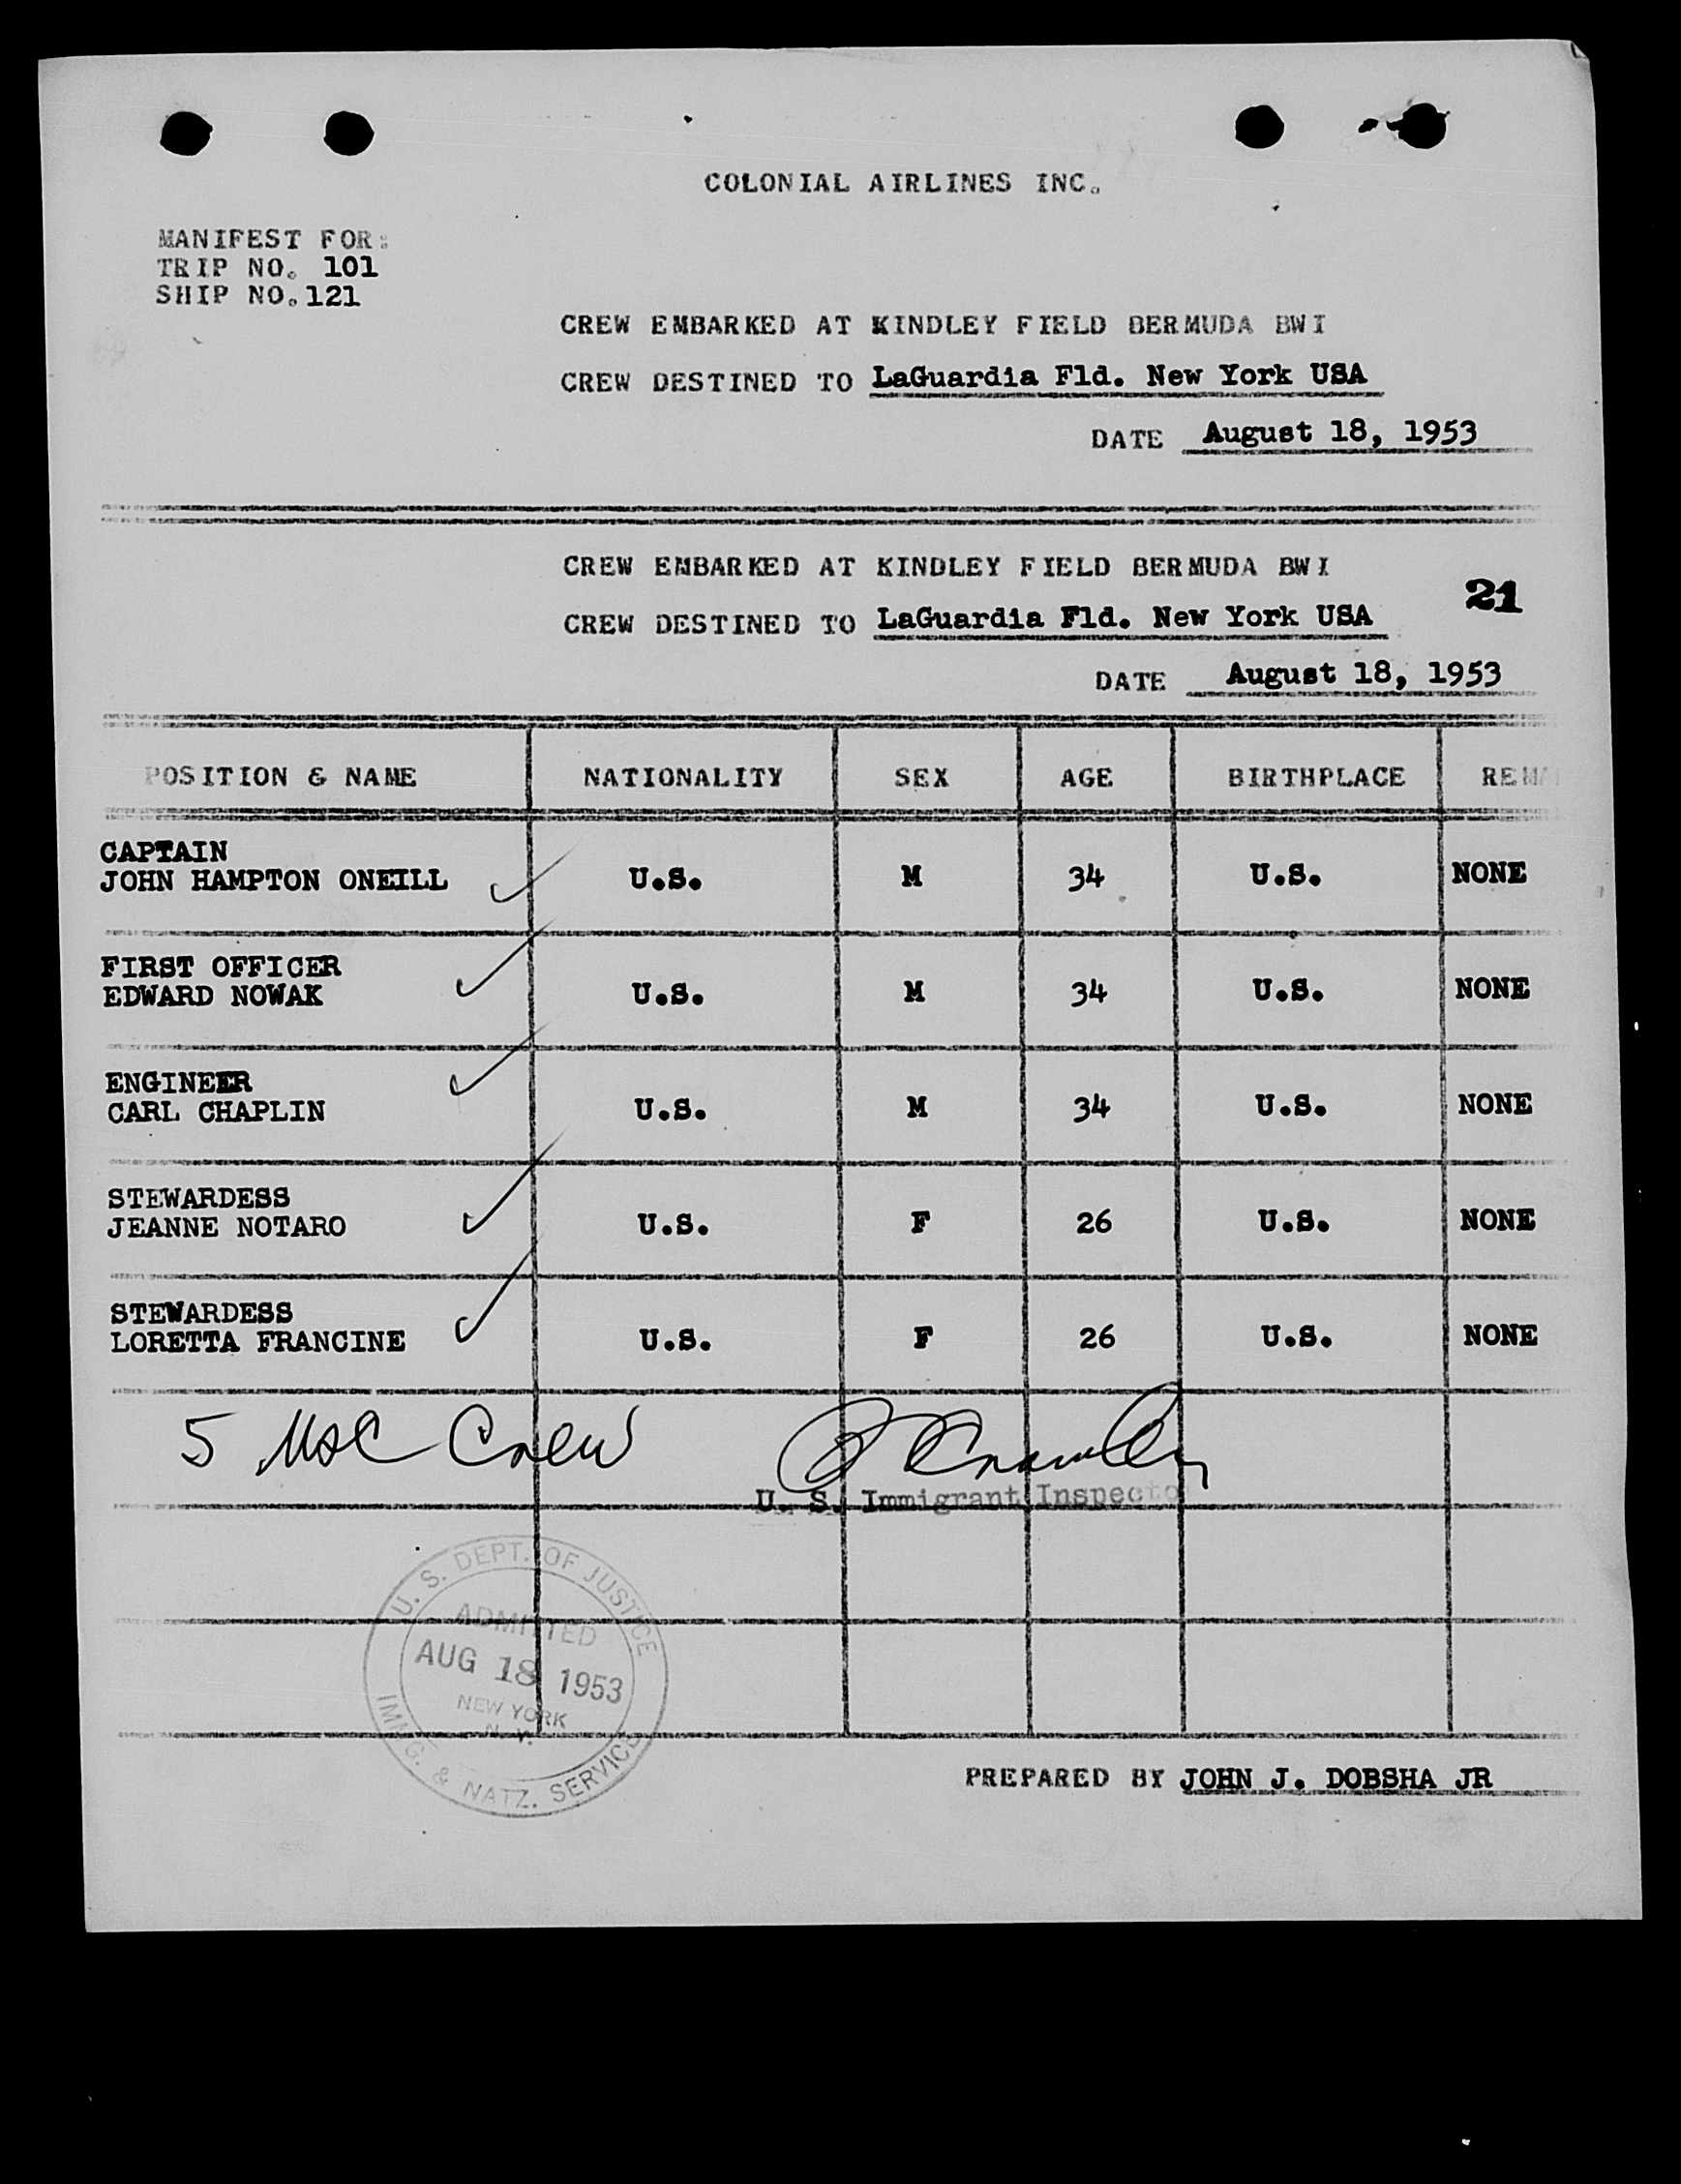 COLONIAL AIRLINES INC.
MANIFEST FOR:
TRIP NO. 101
SHIP NO. 121
CREW EMBARKED AT KINDLEY FIELD BERMUDA BWI
CREW DESTINED TO LaGuardia Fld. New York USA
DATE August 18, 1953
CREW EMBARKED AT KINDLEY FIELD BERMUDA BWI
21
CREW DESTINED TO LaGuardia Fld. New York USA
DATE August 18, 1953
POSITION & NAME NATIONALITY SEX AGE BIRTHPLACE REMA
CAPTAIN
JOHN HAMPTON ONEILL U.S. M 34 U.S. NONE
FIRST OFFICER
EDWARD NOWAK U.S. M 34 U.S. NONE
ENGINEER
CARL CHAPLIN U.S. M 34 U.S. NONE
STEWARDESS
JEANNE NOTARO U.S. F 26 U.S. NONE
STEWARDESS
LORETTA FRANCINE U.S. F 26 U.S. NONE
5 USC Crew
U. S. Immigrant Inspecto
U. S. DEPT. OF JUSTICE
ADMITTED
AUG 18 1953
NEW YORK
N. Y.
IMMG. & NATZ. SERVICE
PREPARED BY JOHN J. DOBSHA JR